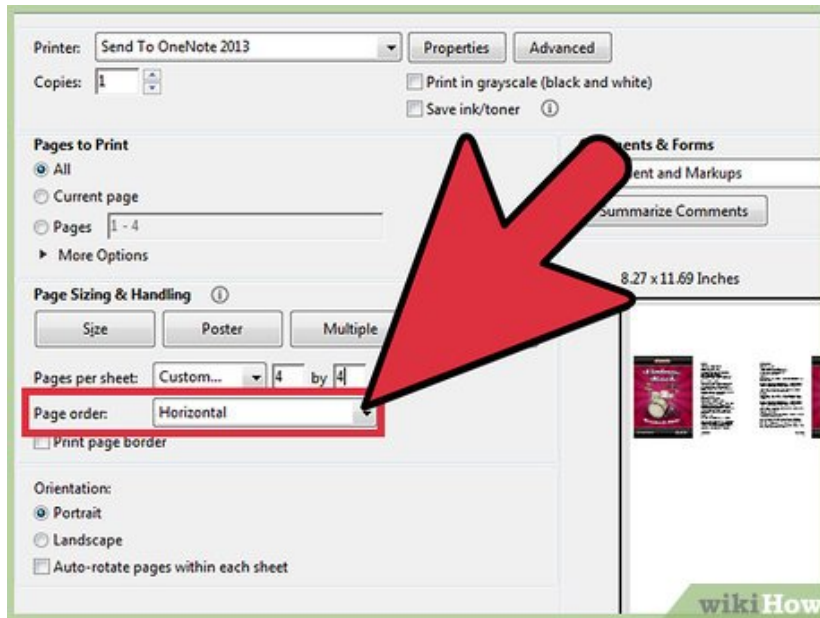 Printer: Send To OneNote 2013 Properties Advanced
Copies: 1 Print in grayscale (black and white)
Save ink/toner
Pages to Print
All
Current page
Pages 1 - 4
More Options
Page Sizing & Handling
Size Poster Multiple
Pages per sheet: Custom... 4 by 4
Page order: Horizontal
Print page border
Orientation:
Portrait
Landscape
Auto-rotate pages within each sheet
& Forms
and Markups
Summarize Comments
8.27 x 11.69 Inches
wikiHow